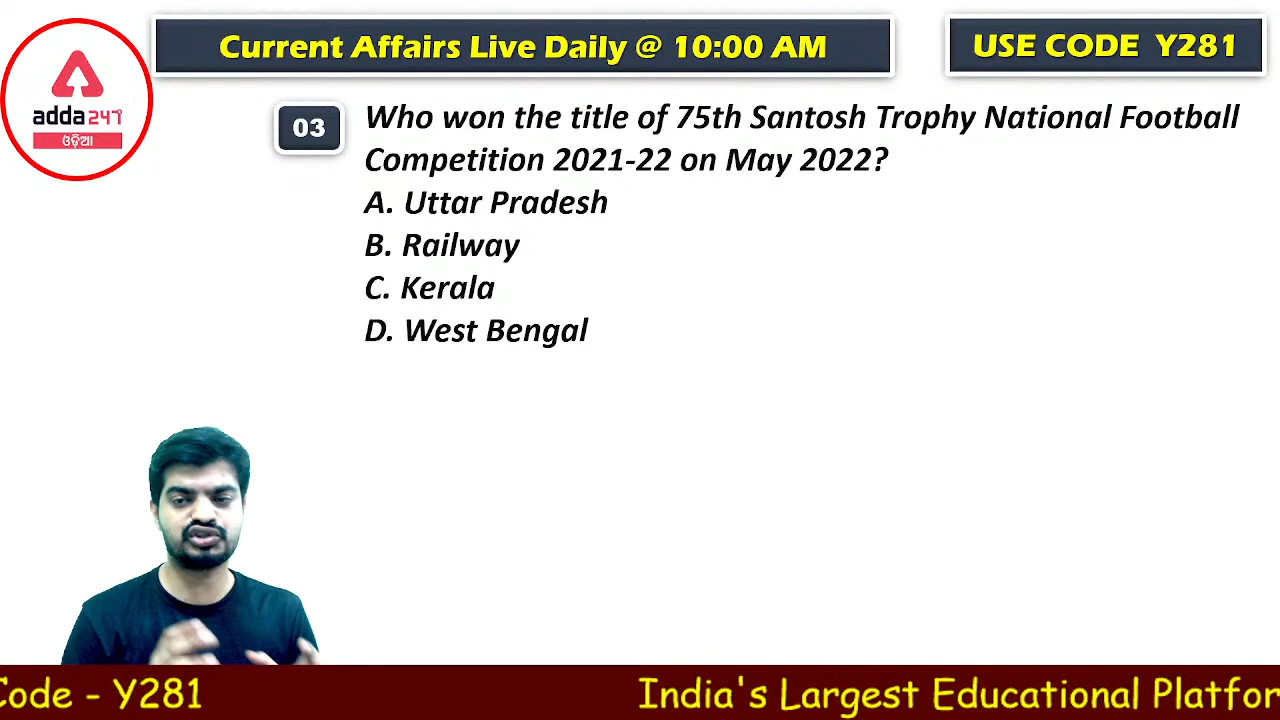 Current Affairs Live Daily @ 10:00 AM
USE CODE Y281
adda247
ଓଡ଼ିଆ
03
Who won the title of 75th Santosh Trophy National Football
Competition 2021-22 on May 2022?
A. Uttar Pradesh
B. Railway
C. Kerala
D. West Bengal
Code - Y281
India's Largest Educational Platfor